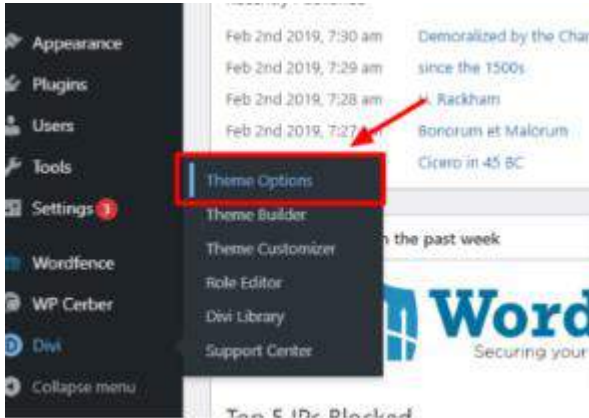 Appearance
Plugins
Users
Tools
Settings
Wordfence
WP Cerber
Divi
Collapse menu
Theme Options
Theme Builder
Theme Customizer
Role Editor
Divi Library
Support Center
Feb 2nd 2019, 7:30 am Demoralized by the Char
Feb 2nd 2019, 7:29 am since the 1500s
Feb 2nd 2019, 7:28 am H. Rackham
Feb 2nd 2019, 7:27 Bonorum et Malorum
Cicero in 45 BC
the past week
Word
Securing your
Top 5 IPs Blocked